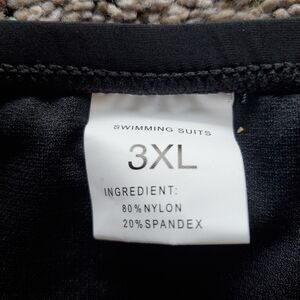 SWIMMING SUITS
3XL
INGREDIENT:
80%NYLON
20%SPANDEX